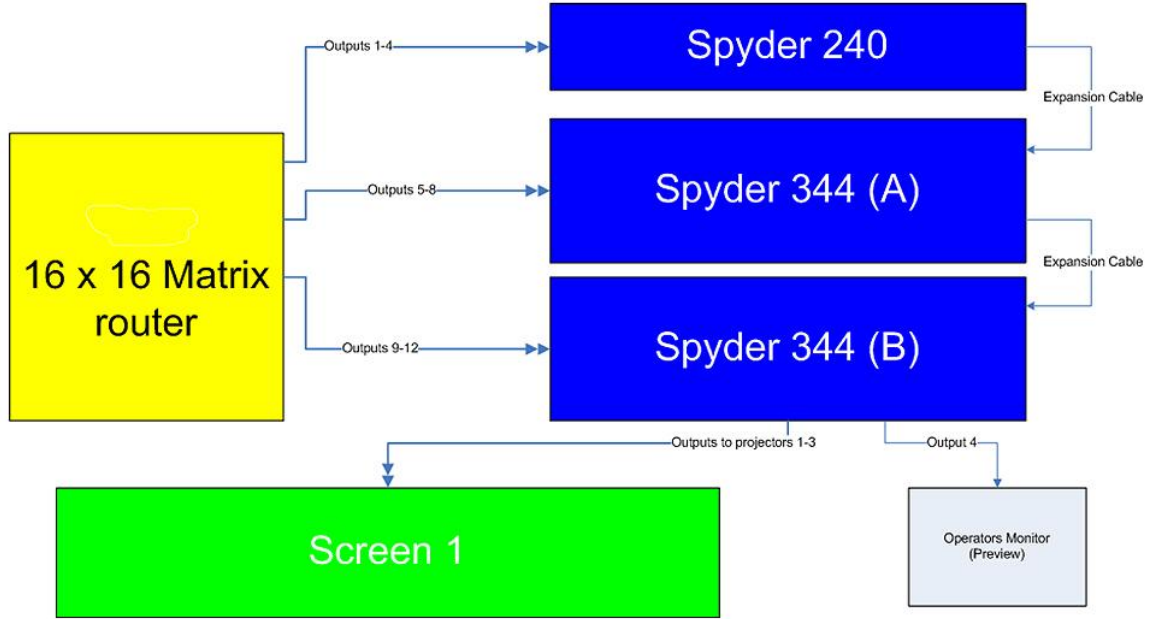 Outputs 1-4
Spyder 240
Expansion Cable
Outputs 5-8
Spyder 344 (A)
16 x 16 Matrix
router
Expansion Cable
Outputs 9-12
Spyder 344 (B)
Outputs to projectors 1-3
Output 4
Screen 1
Operators Monitor
(Preview)